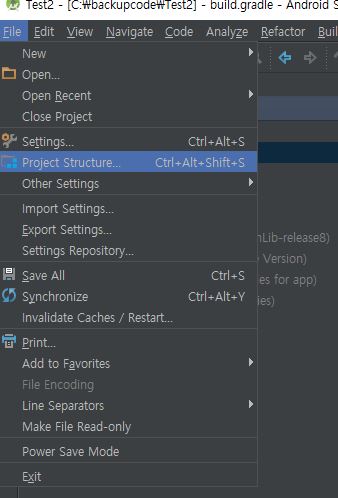 Test2 - [C:₩backupcode₩Test2] - build.gradle - Android S
File Edit View Navigate Code Analyze Refactor Buil
New
Open...
Open Recent
Close Project
Settings... Ctrl+Alt+S
Project Structure... Ctrl+Alt+Shift+S
Other Settings
Import Settings...
nLib-release8)
Export Settings...
Version)
Settings Repository...
es for app)
Save All Ctrl+S
Synchronize Ctrl+Alt+Y
ies)
Invalidate Caches / Restart...
Print...
Add to Favorites
File Encoding
Line Separators
Make File Read-only
Power Save Mode
Exit